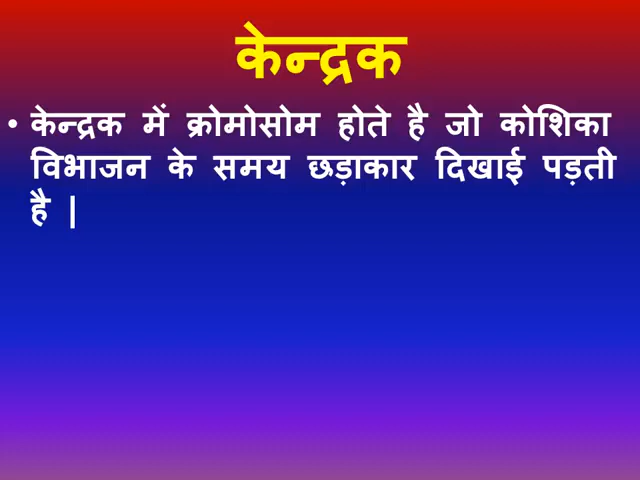 केन्द्रक
• केन्द्रक में क्रोमोसोम होते है जो कोशिका
विभाजन के समय छड़ाकार दिखाई पड़ती
है |